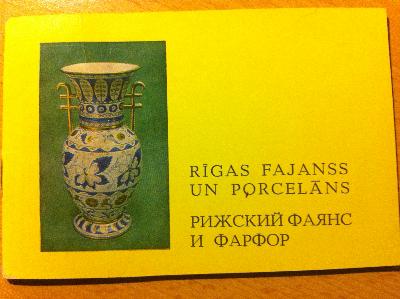 RĪGAS FAJANSS
UN PORCELĀNS
РИЖСКИЙ ФАЯНС
И ФАРФОР